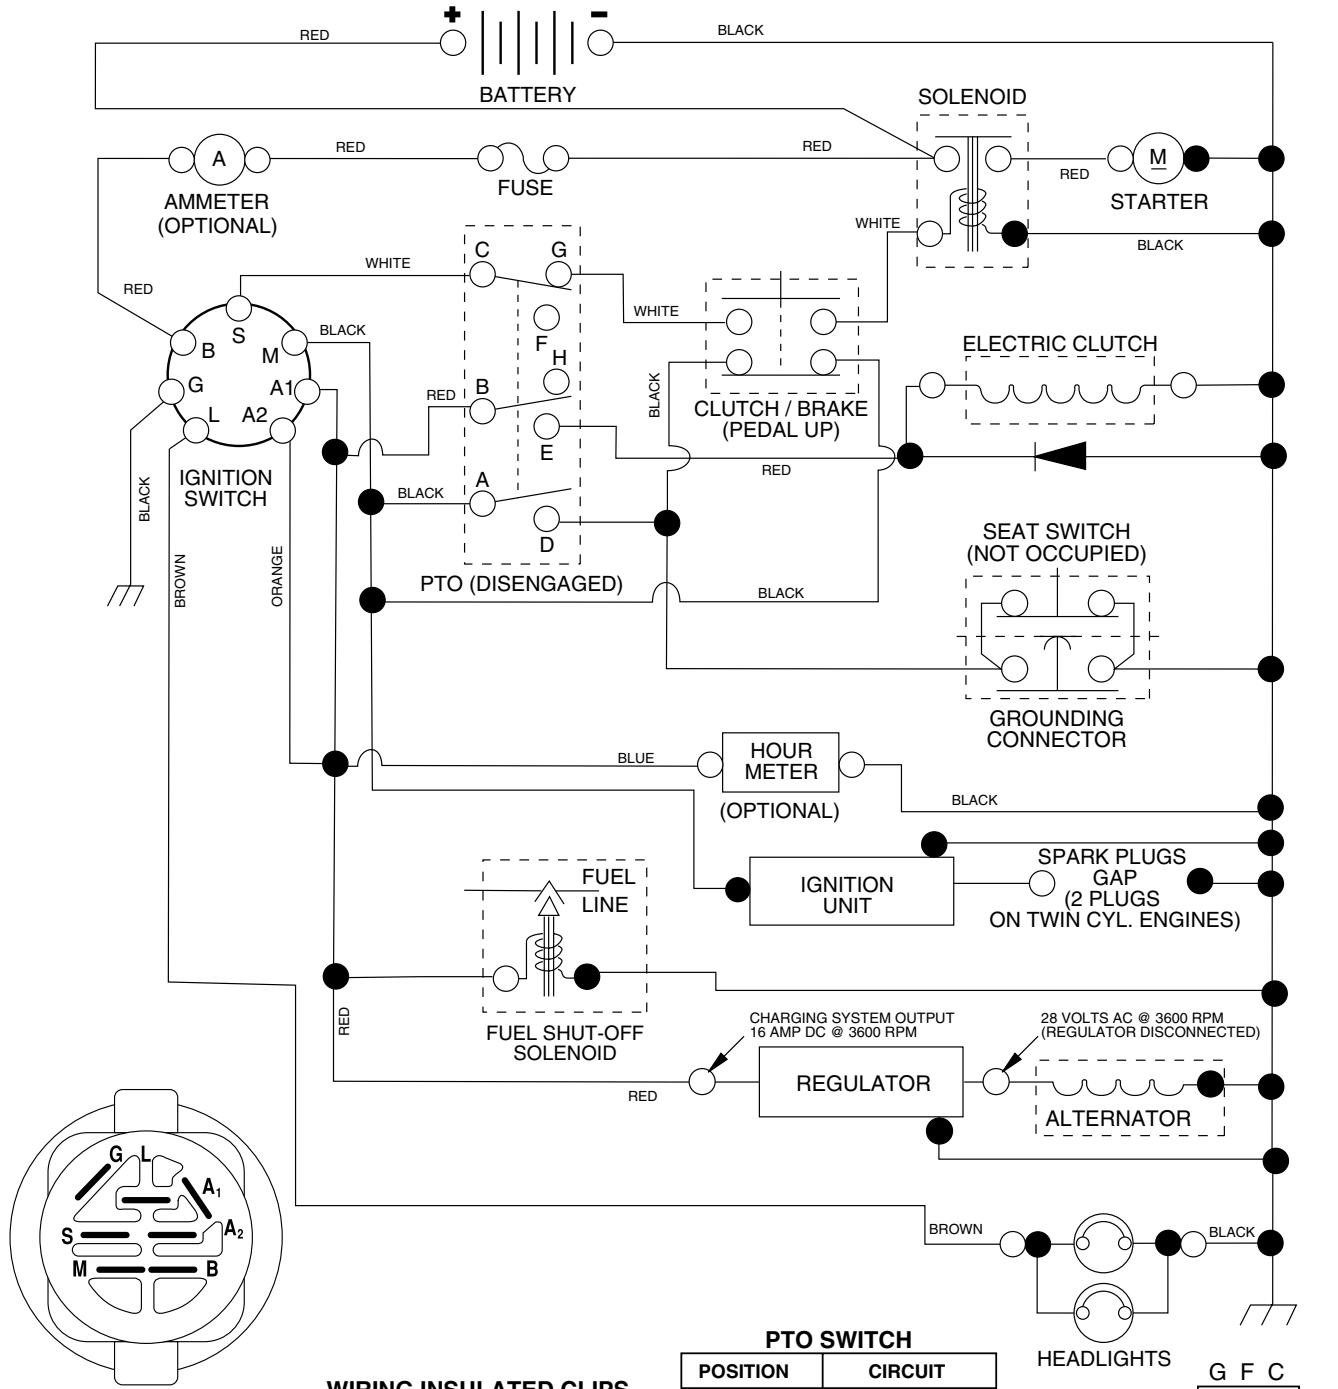 + -
RED
BLACK
BATTERY
SOLENOID
A
RED
RED
M
RED
FUSE
AMMETER
(OPTIONAL)
STARTER
WHITE
BLACK
C G
WHITE
RED
S
WHITE
BLACK
B
M
F
H
ELECTRIC CLUTCH
G
A1
B
RED
BLACK
L A2
CLUTCH / BRAKE
(PEDAL UP)
E
RED
IGNITION
SWITCH
A
BLACK
BLACK
SEAT SWITCH
(NOT OCCUPIED)
D
BROWN
ORANGE
PTO (DISENGAGED)
BLACK
GROUNDING
CONNECTOR
BLUE
HOUR
METER
(OPTIONAL)
BLACK
SPARK PLUGS
GAP
(2 PLUGS
ON TWIN CYL. ENGINES)
FUEL
LINE
IGNITION
UNIT
RED
FUEL SHUT-OFF
SOLENOID
CHARGING SYSTEM OUTPUT
16 AMP DC @ 3600 RPM
28 VOLTS AC @ 3600 RPM
(REGULATOR DISCONNECTED)
RED
REGULATOR
ALTERNATOR
G L
A1
S
A2
M B
BROWN
BLACK
HEADLIGHTS
PTO SWITCH
POSITION CIRCUIT
G F C
WIRING INSULATED CLIPS